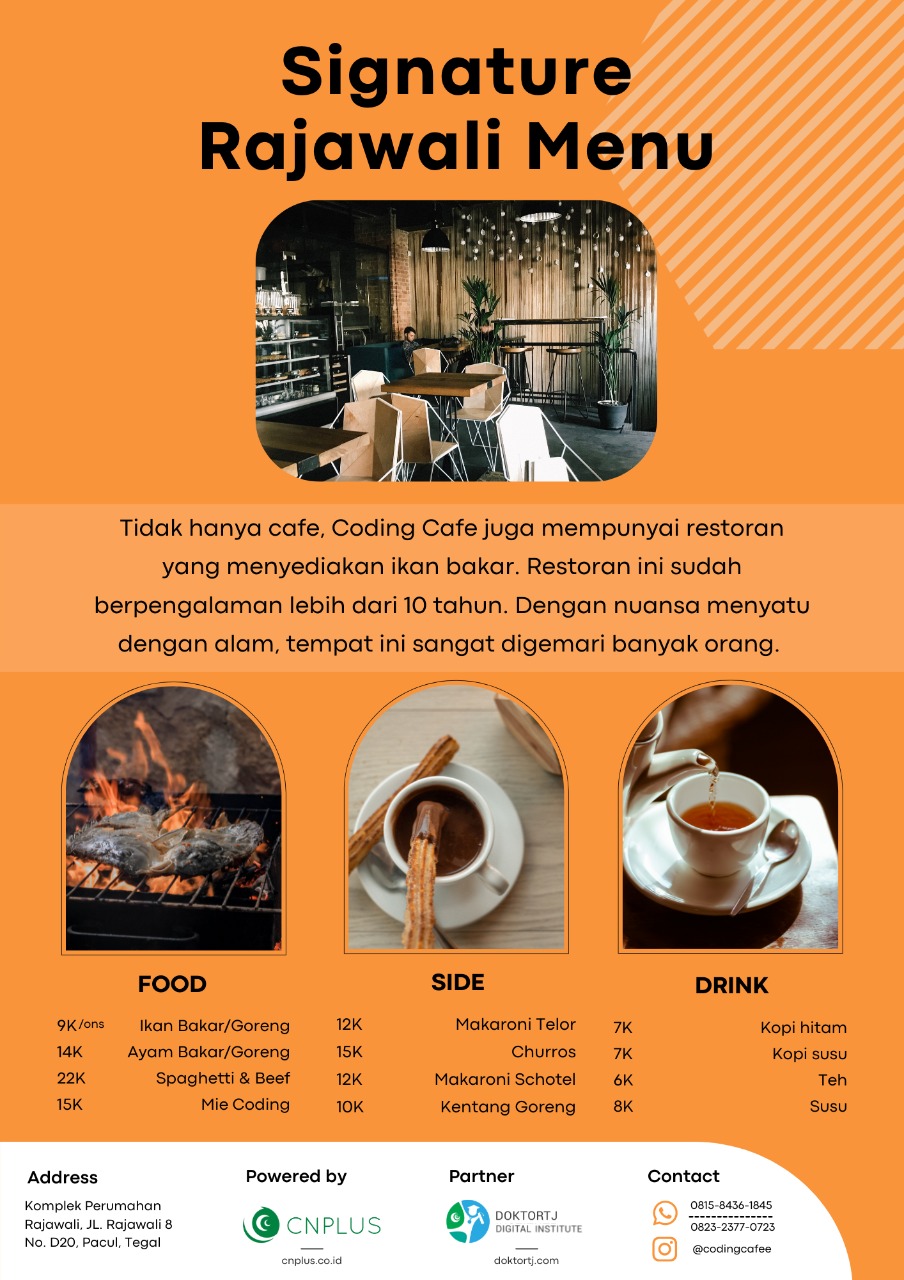 Signature
Rajawali Menu
Tidak hanya cafe, Coding Cafe juga mempunyai restoran
yang menyediakan ikan bakar. Restoran ini sudah
berpengalaman lebih dari 10 tahun. Dengan nuansa menyatu
dengan alam, tempat ini sangat digemari banyak orang.
FOOD
9K/ons Ikan Bakar/Goreng
14K Ayam Bakar/Goreng
22K Spaghetti & Beef
15K Mie Coding
SIDE
12K Makaroni Telor
15K Churros
12K Makaroni Schotel
10K Kentang Goreng
DRINK
7K Kopi hitam
7K Kopi susu
6K Teh
8K Susu
Address
Komplek Perumahan
Rajawali, JL. Rajawali 8
No. D20, Pacul, Tegal
Powered by
CNPLUS
cnplus.co.id
Partner
DOKTORTJ
DIGITAL INSTITUTE
doktortj.com
Contact
0815-8436-1845
0823-2377-0723
@codingcafee